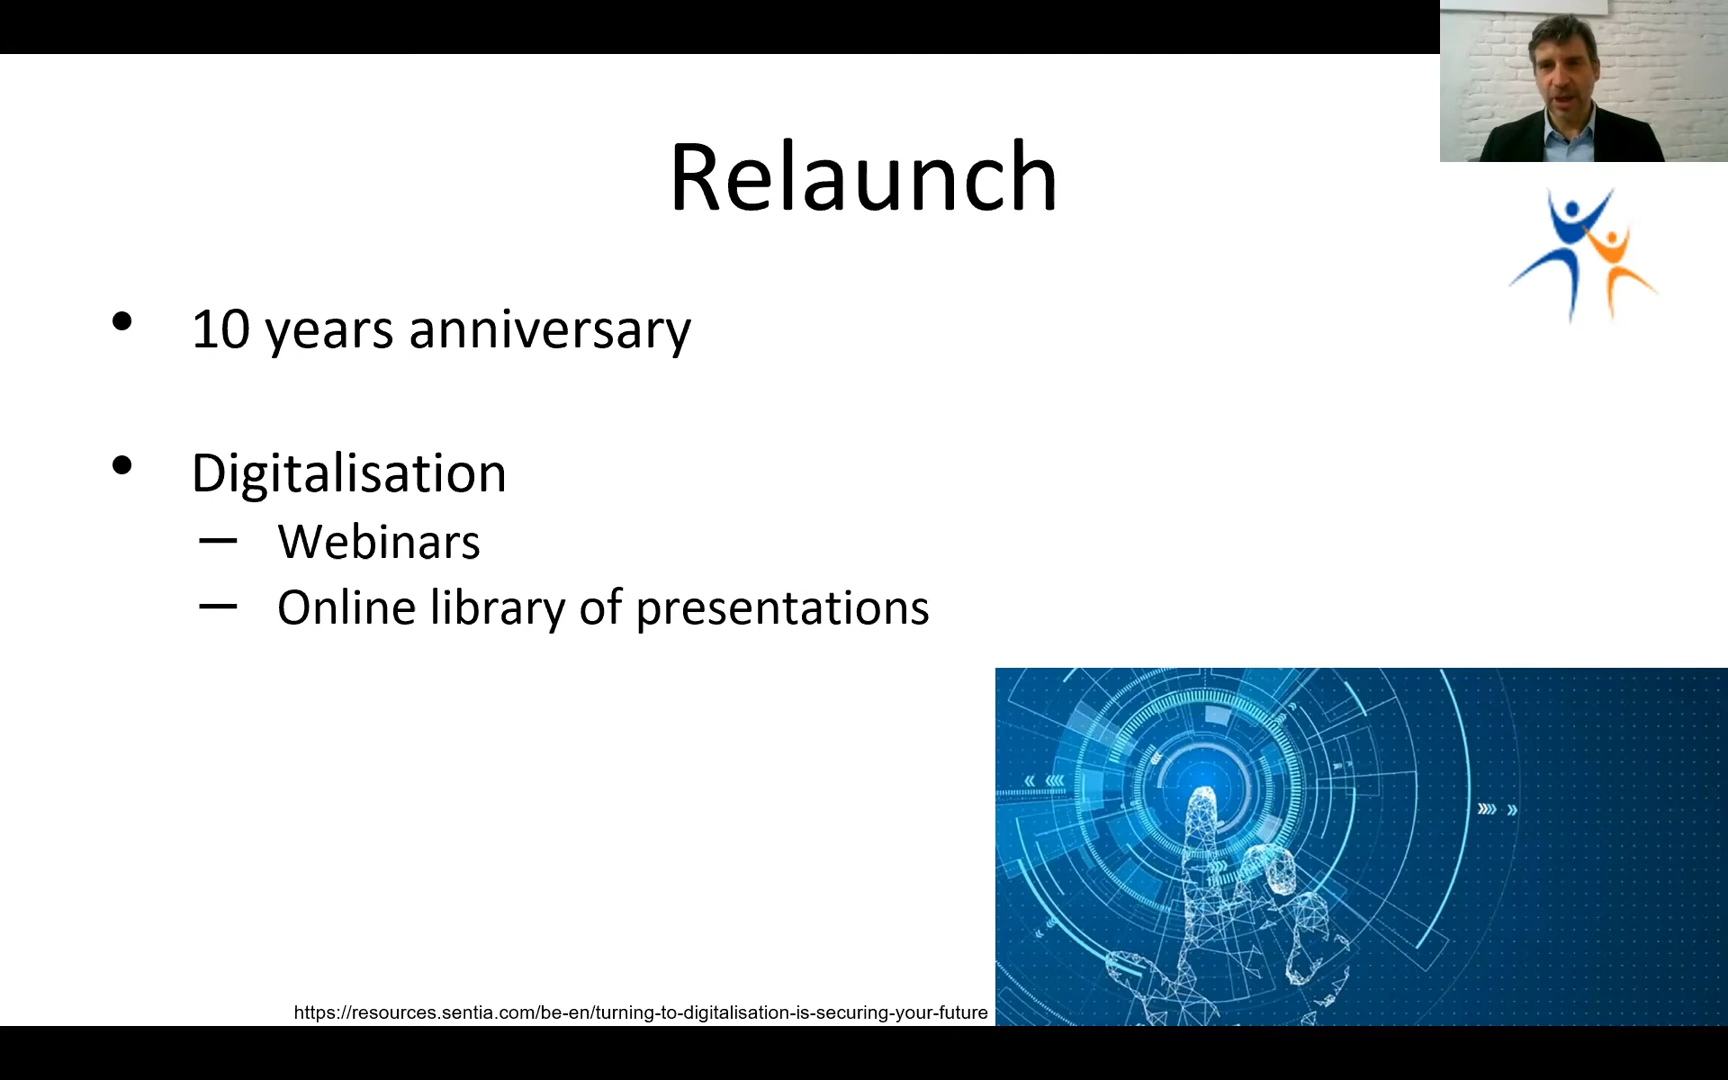 Relaunch
• 10 years anniversary
• Digitalisation
— Webinars
— Online library of presentations
https://resources.sentia.com/be-en/turning-to-digitalisation-is-securing-your-future